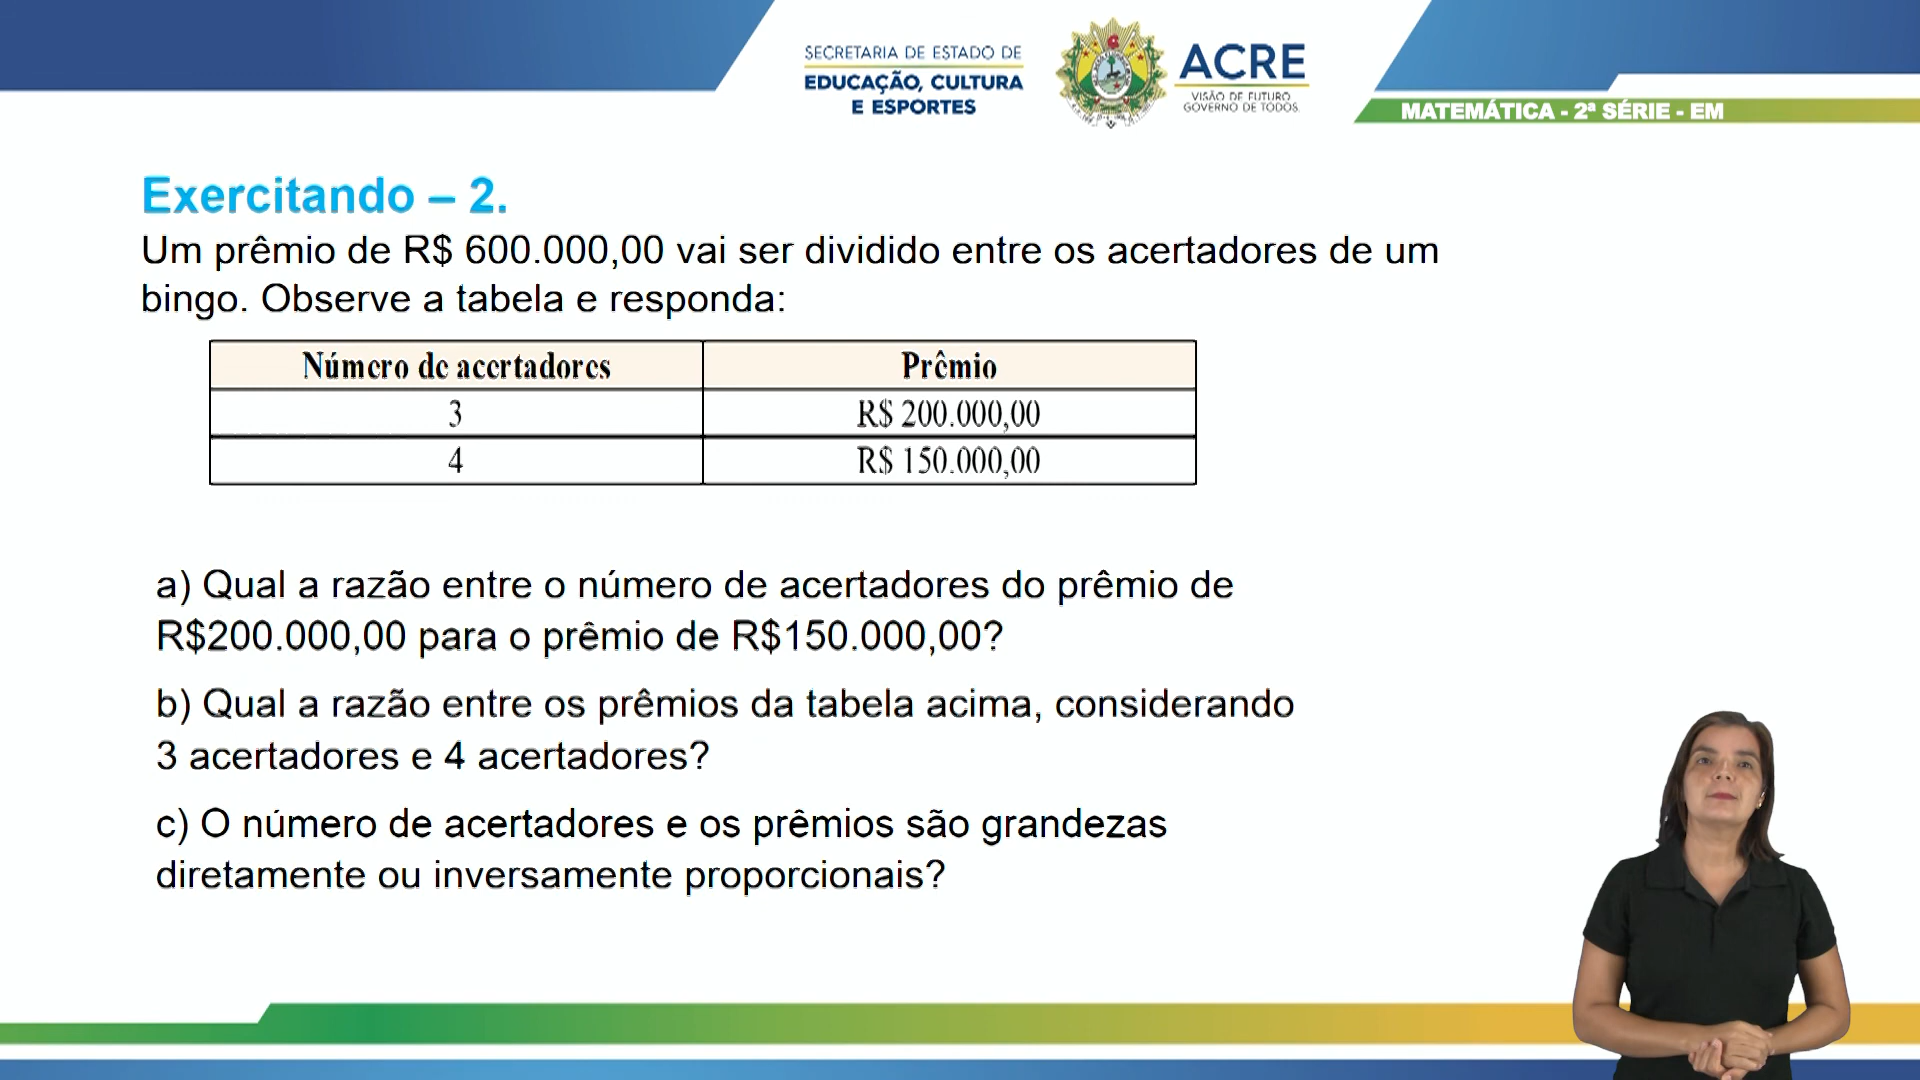 SECRETARIA DE ESTADO DE
EDUCAÇÃO, CULTURA
E ESPORTES
ACRE
VISÃO DE FUTURO
GOVERNO DE TODOS
MATEMÁTICA - 2ª SÉRIE - EM
Exercitando – 2.
Um prêmio de R$ 600.000,00 vai ser dividido entre os acertadores de um
bingo. Observe a tabela e responda:
Número de acertadores Prêmio
3 R$ 200.000,00
4 R$ 150.000,00
a) Qual a razão entre o número de acertadores do prêmio de
R$200.000,00 para o prêmio de R$150.000,00?
b) Qual a razão entre os prêmios da tabela acima, considerando
3 acertadores e 4 acertadores?
c) O número de acertadores e os prêmios são grandezas
diretamente ou inversamente proporcionais?